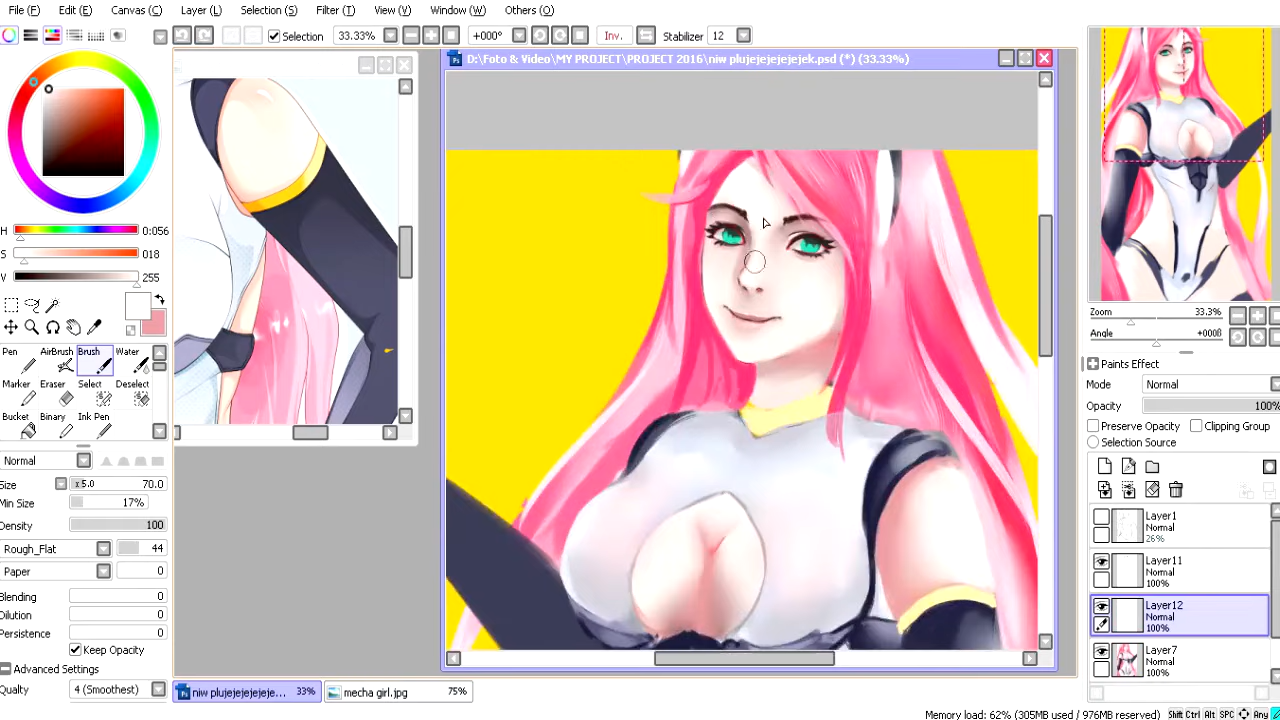 File (F) Edit (E) Canvas (C) Layer (L) Selection (S) Filter (T) View (V) Window (W) Others (O)
Selection 33.33% +000° Inv. Stabilizer 12
D:\Foto & Video\MY PROJECT\PROJECT 2016\niw plujejejejejejek.psd (*) (33.33%)
H 0:056
S 018
V 255
Pen AirBrush Brush Water
Marker Eraser Select Deselect
Bucket Binary Ink Pen
Normal
Size x 5.0 70.0
Min Size 17%
Density 100
Rough_Flat 44
Paper 0
Blending 0
Dilution 0
Persistence 0
Keep Opacity
Advanced Settings
Qualty 4 (Smoothest)
niw plujejejejejeje... 33%
mecha girl.jpg 75%
Zoom 33.3%
Angle +000ß
Paints Effect
Mode Normal
Opacity 100%
Preserve Opacity Clipping Group
Selection Source
Layer1
Normal
26%
Layer11
Normal
100%
Layer12
Normal
100%
Layer7
Normal
100%
Memory load: 62% (305MB used / 976MB reserved) Shift Ctrl Alt SPC Any